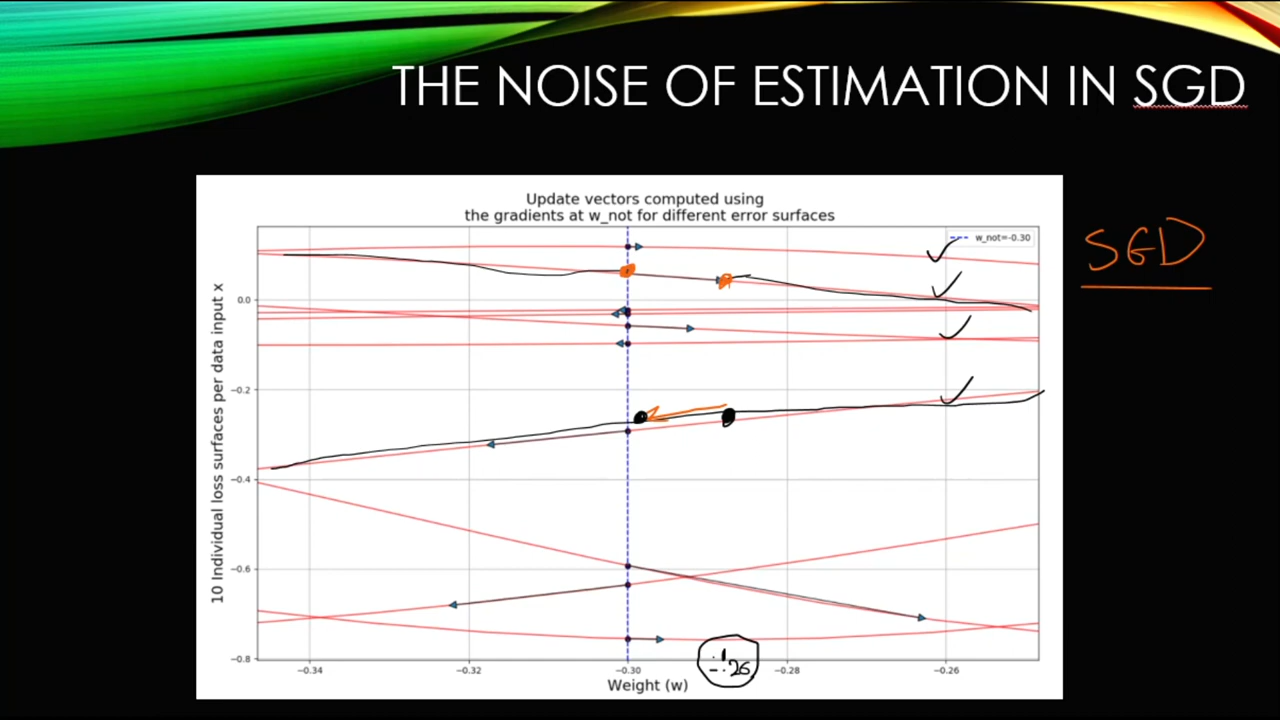 THE NOISE OF ESTIMATION IN SGD
Update vectors computed using
the gradients at w_not for different error surfaces
w_not=-0.30
SGD
10 Individual loss surfaces per data input x
0.0
−0.2
−0.4
−0.6
−0.8
−0.34
−0.32
−0.30
−0.28
−0.26
Weight (w)